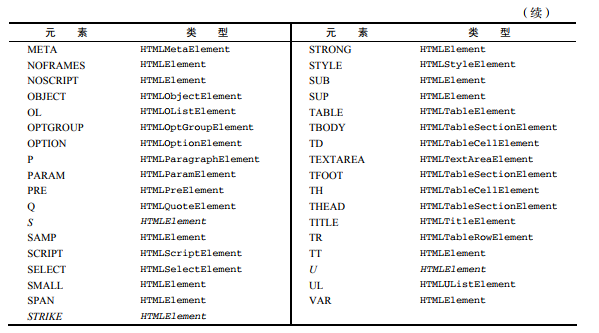 （续）
元 素 类 型 元 素 类 型
META HTMLMetaElement STRONG HTMLElement
NOFRAMES HTMLElement STYLE HTMLStyleElement
NOSCRIPT HTMLElement SUB HTMLElement
OBJECT HTMLObjectElement SUP HTMLElement
OL HTMLOListElement TABLE HTMLTableElement
OPTGROUP HTMLOptGroupElement TBODY HTMLTableSectionElement
OPTION HTMLOptionElement TD HTMLTableCellElement
P HTMLParagraphElement TEXTAREA HTMLTextAreaElement
PARAM HTMLParamElement TFOOT HTMLTableSectionElement
PRE HTMLPreElement TH HTMLTableCellElement
Q HTMLQuoteElement THEAD HTMLTableSectionElement
S HTMLElement TITLE HTMLTitleElement
SAMP HTMLElement TR HTMLTableRowElement
SCRIPT HTMLScriptElement TT HTMLElement
SELECT HTMLSelectElement U HTMLElement
SMALL HTMLElement UL HTMLUListElement
SPAN HTMLElement VAR HTMLElement
STRIKE HTMLElement